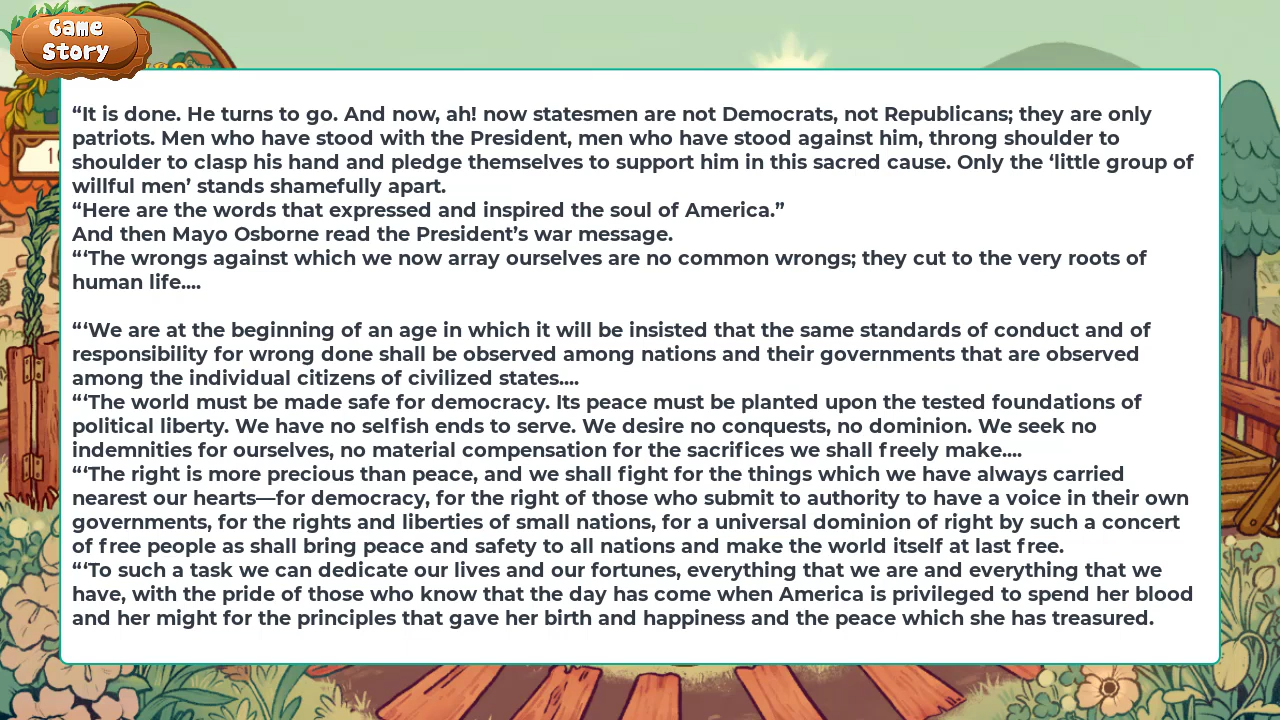 Game
Story
“It is done. He turns to go. And now, ah! now statesmen are not Democrats, not Republicans; they are only
patriots. Men who have stood with the President, men who have stood against him, throng shoulder to
shoulder to clasp his hand and pledge themselves to support him in this sacred cause. Only the ‘little group of
willful men’ stands shamefully apart.
“Here are the words that expressed and inspired the soul of America.”
And then Mayo Osborne read the President’s war message.
“‘The wrongs against which we now array ourselves are no common wrongs; they cut to the very roots of
human life....
“‘We are at the beginning of an age in which it will be insisted that the same standards of conduct and of
responsibility for wrong done shall be observed among nations and their governments that are observed
among the individual citizens of civilized states....
“‘The world must be made safe for democracy. Its peace must be planted upon the tested foundations of
political liberty. We have no selfish ends to serve. We desire no conquests, no dominion. We seek no
indemnities for ourselves, no material compensation for the sacrifices we shall freely make....
“‘The right is more precious than peace, and we shall fight for the things which we have always carried
nearest our hearts—for democracy, for the right of those who submit to authority to have a voice in their own
governments, for the rights and liberties of small nations, for a universal dominion of right by such a concert
of free people as shall bring peace and safety to all nations and make the world itself at last free.
“‘To such a task we can dedicate our lives and our fortunes, everything that we are and everything that we
have, with the pride of those who know that the day has come when America is privileged to spend her blood
and her might for the principles that gave her birth and happiness and the peace which she has treasured.